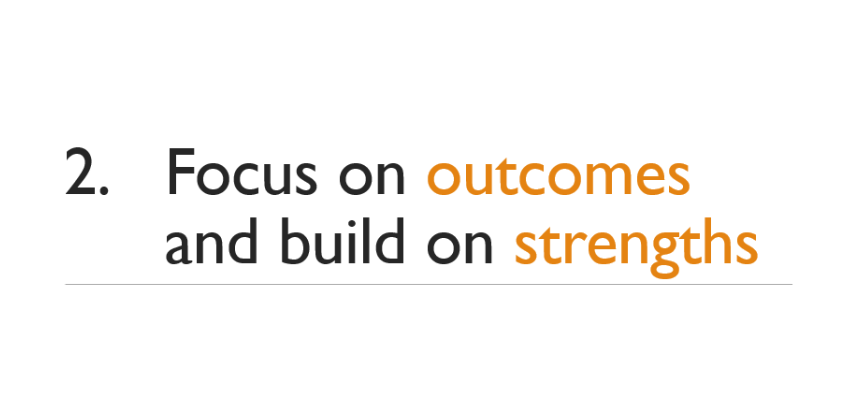 2. Focus on outcomes
and build on strengths